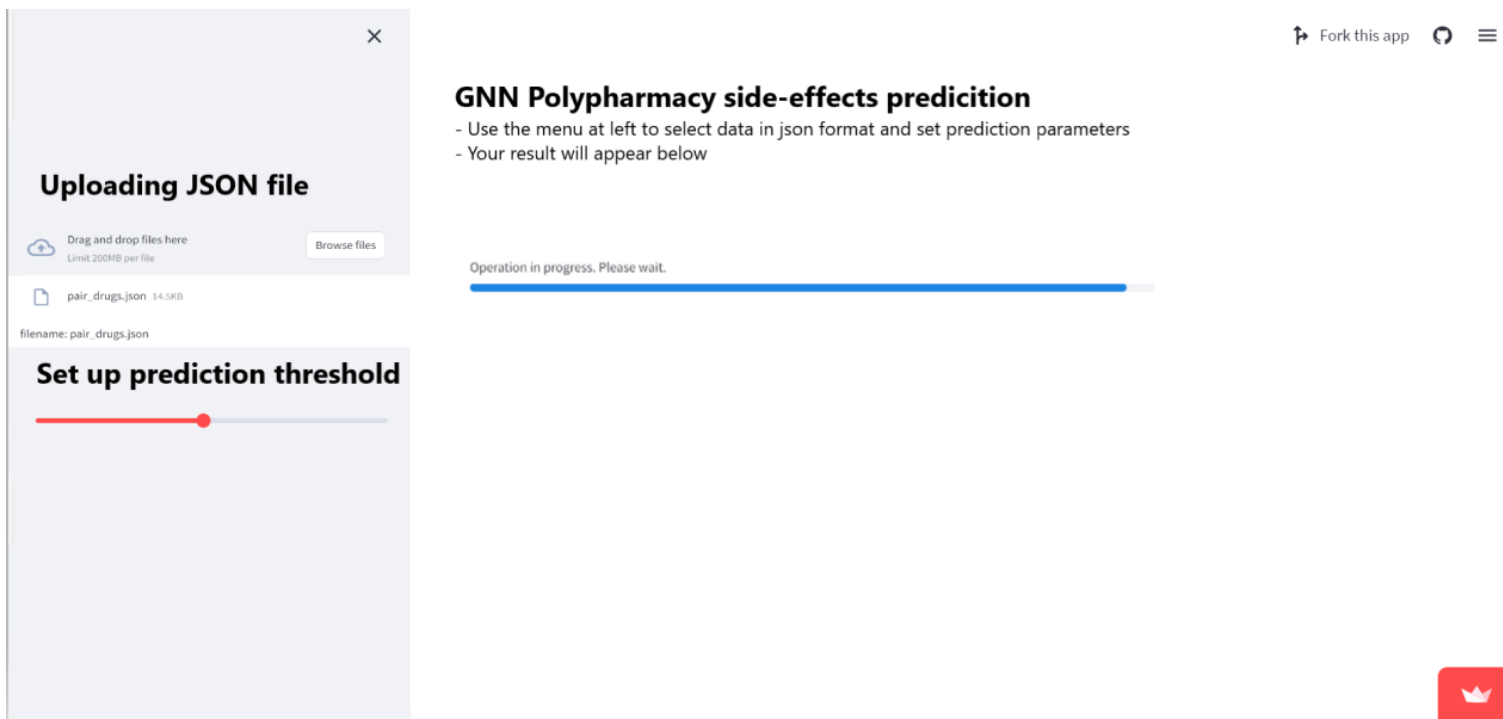 Fork this app
GNN Polypharmacy side-effects predicition
- Use the menu at left to select data in json format and set prediction parameters
- Your result will appear below
Uploading JSON file
Drag and drop files here
Limit 200MB per file
Browse files
pair_drugs.json 14.5KB
filename: pair_drugs.json
Set up prediction threshold
Operation in progress. Please wait.